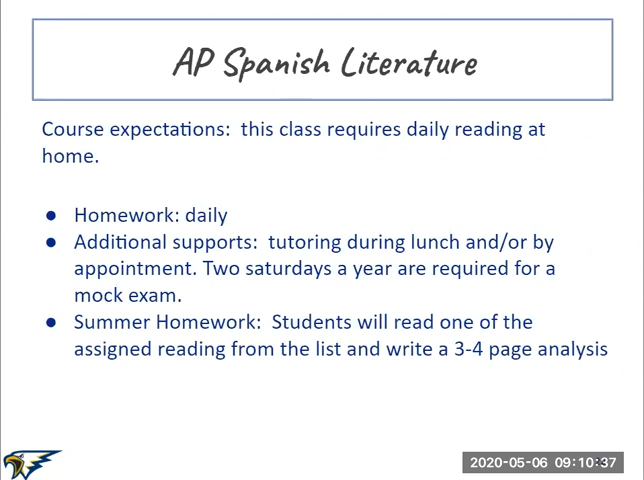 AP Spanish Literature
Course expectations:  this class requires daily reading at
home.
● Homework: daily
● Additional supports:  tutoring during lunch and/or by
appointment. Two saturdays a year are required for a
mock exam.
● Summer Homework:  Students will read one of the
assigned reading from the list and write a 3-4 page analysis
2020-05-06 09:10:37